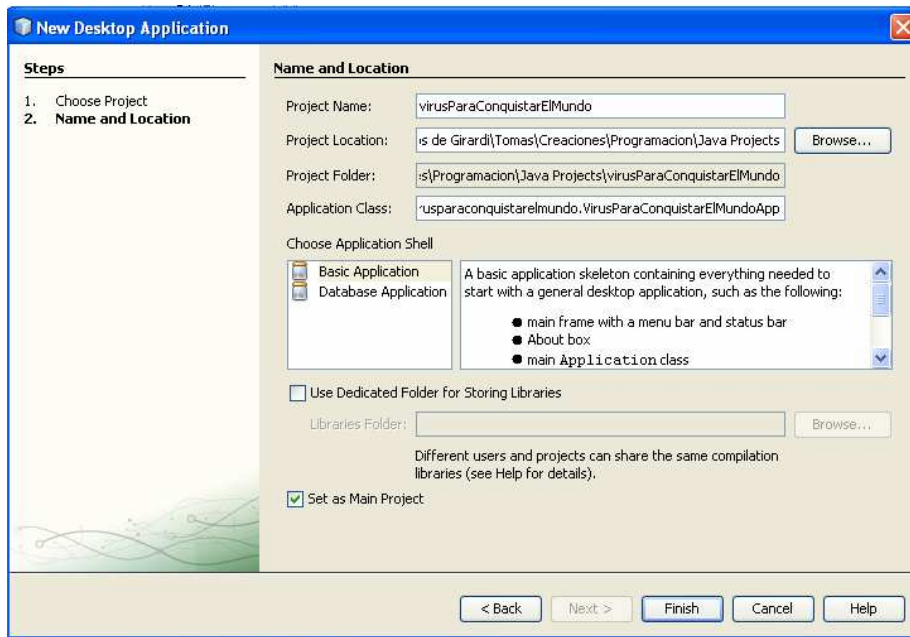 New Desktop Application
Steps
1. Choose Project
2. Name and Location
Name and Location
Project Name: virusParaConquistarElMundo
Project Location: s de Girardi\Tomas\Creaciones\Programacion\Java Projects Browse...
Project Folder: s\Programacion\Java Projects\virusParaConquistarElMundo
Application Class: rusparaconquistarelmundo.VirusParaConquistarElMundoApp
Choose Application Shell
Basic Application
Database Application
A basic application skeleton containing everything needed to
start with a general desktop application, such as the following:
● main frame with a menu bar and status bar
● About box
● main Application class
Use Dedicated Folder for Storing Libraries
Libraries Folder: Browse...
Different users and projects can share the same compilation
libraries (see Help for details).
Set as Main Project
< Back Next > Finish Cancel Help